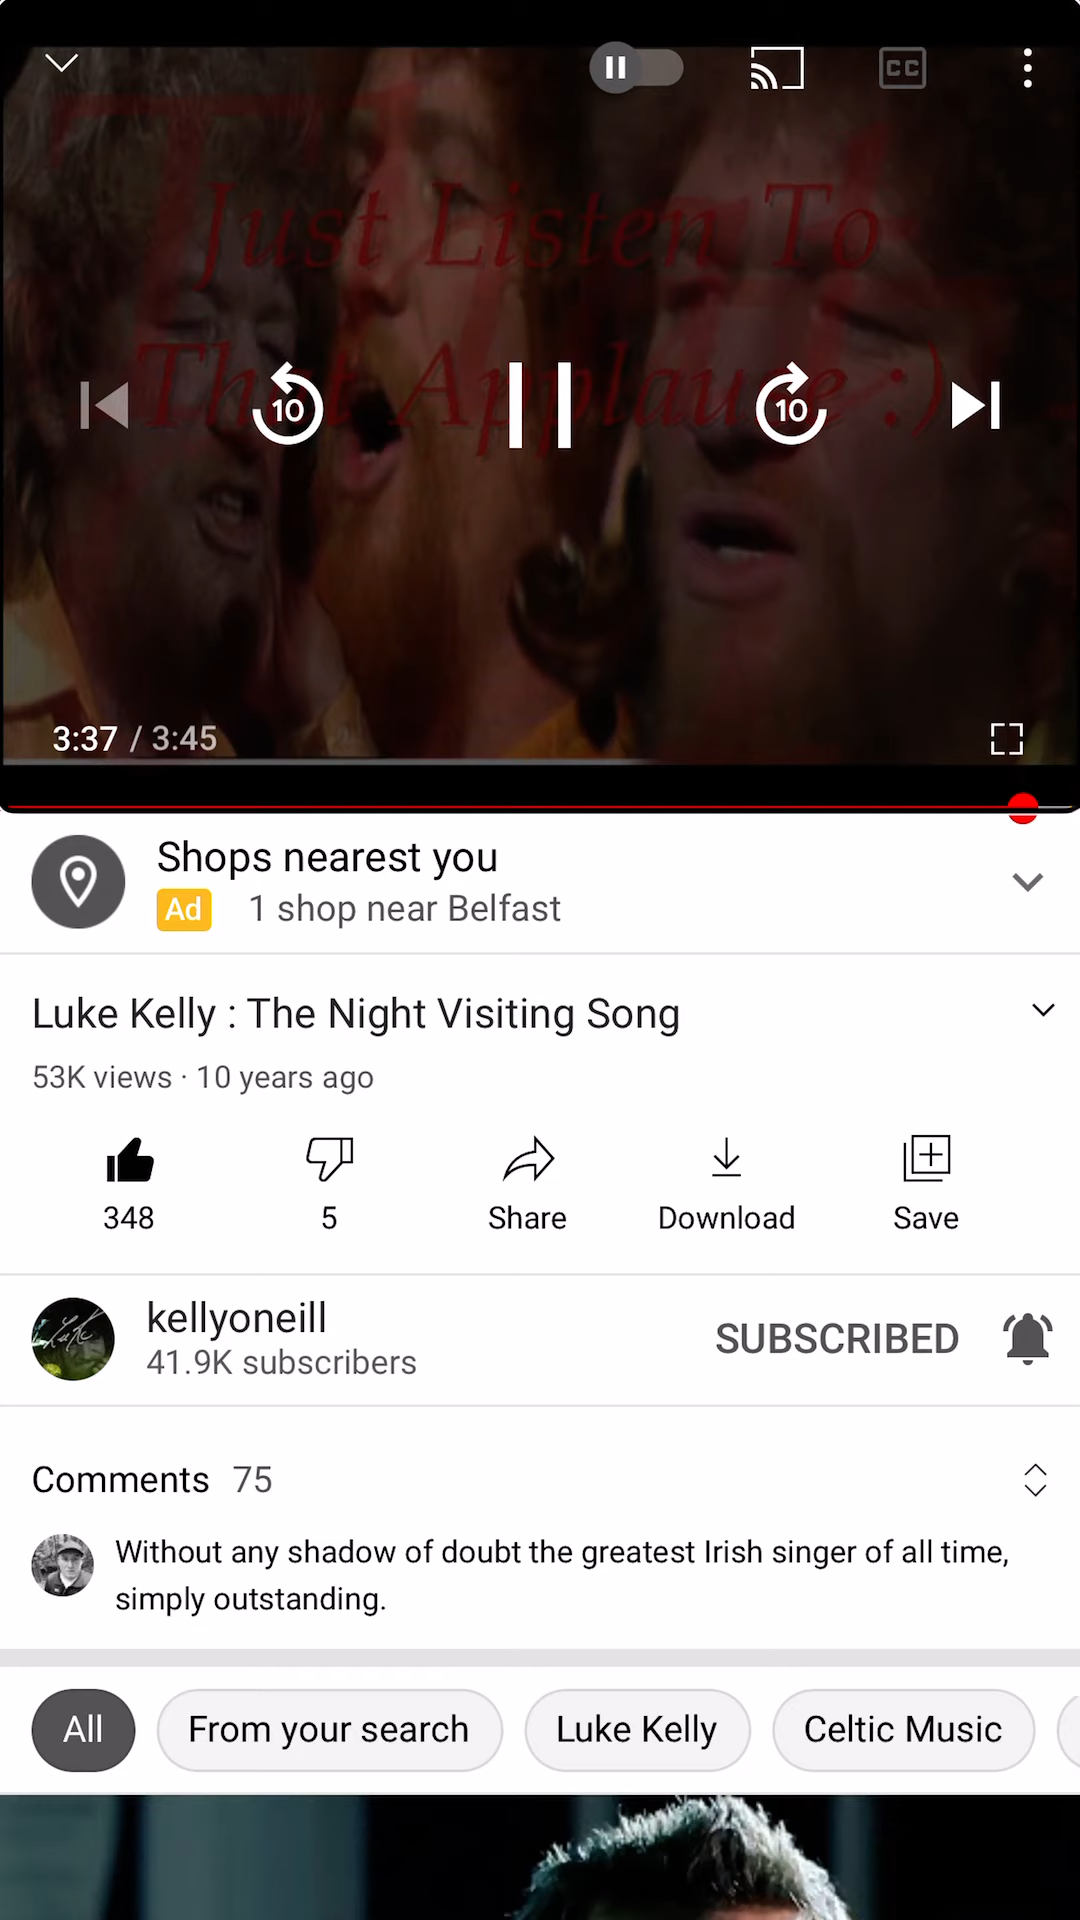 CC
Just Listen To
That Applause :)
10
10
3:37 / 3:45
Shops nearest you
Ad 1 shop near Belfast
Luke Kelly : The Night Visiting Song
53K views · 10 years ago
348
5
Share
Download
Save
kellyoneill
41.9K subscribers
SUBSCRIBED
Comments 75
Without any shadow of doubt the greatest Irish singer of all time,
simply outstanding.
All
From your search
Luke Kelly
Celtic Music